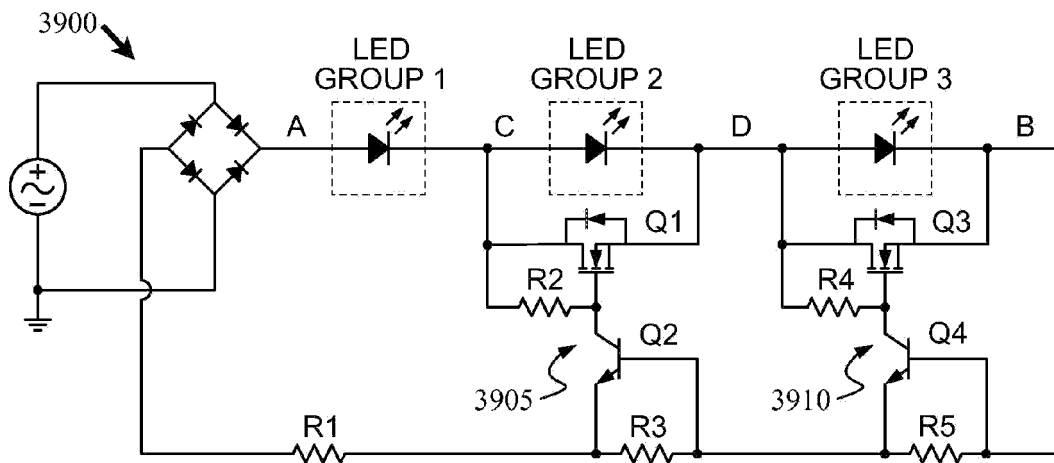 3900
LED
GROUP 1
LED
GROUP 2
LED
GROUP 3
A
C
D
B
+
−
Q1
Q3
R2
R4
Q2
Q4
3905
3910
R1
R3
R5